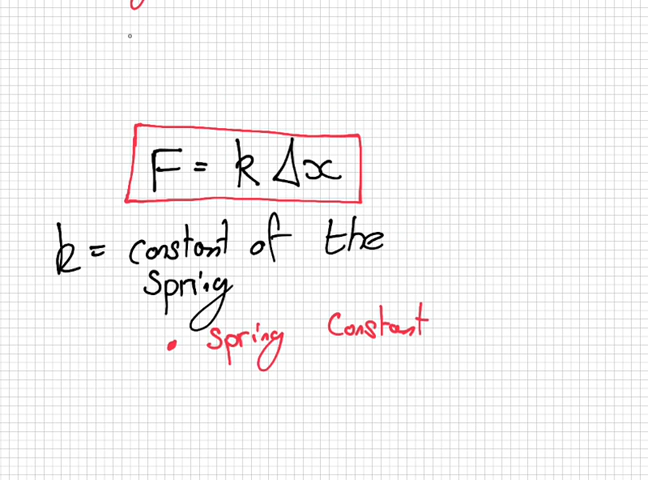 F = k Δx
k = constant of the
Spring
• Spring Constant